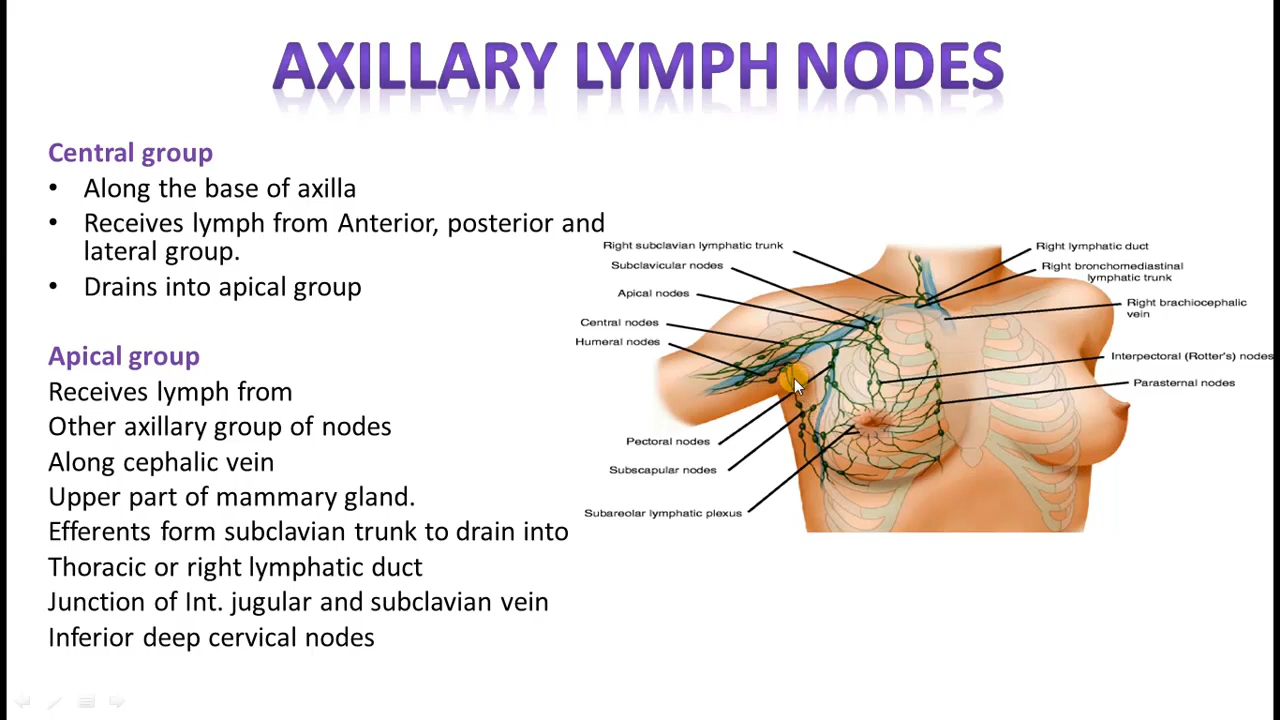 AXILLARY LYMPH NODES
Central group
• Along the base of axilla
• Receives lymph from Anterior, posterior and
lateral group.
• Drains into apical group
Apical group
Receives lymph from
Other axillary group of nodes
Along cephalic vein
Upper part of mammary gland.
Efferents form subclavian trunk to drain into
Thoracic or right lymphatic duct
Junction of Int. jugular and subclavian vein
Inferior deep cervical nodes
Right subclavian lymphatic trunk
Subclavicular nodes
Apical nodes
Central nodes
Humeral nodes
Pectoral nodes
Subscapular nodes
Subareolar lymphatic plexus
Right lymphatic duct
Right bronchomediastinal
lymphatic trunk
Right brachiocephalic
vein
Interpectoral (Rotter's) nodes
Parasternal nodes